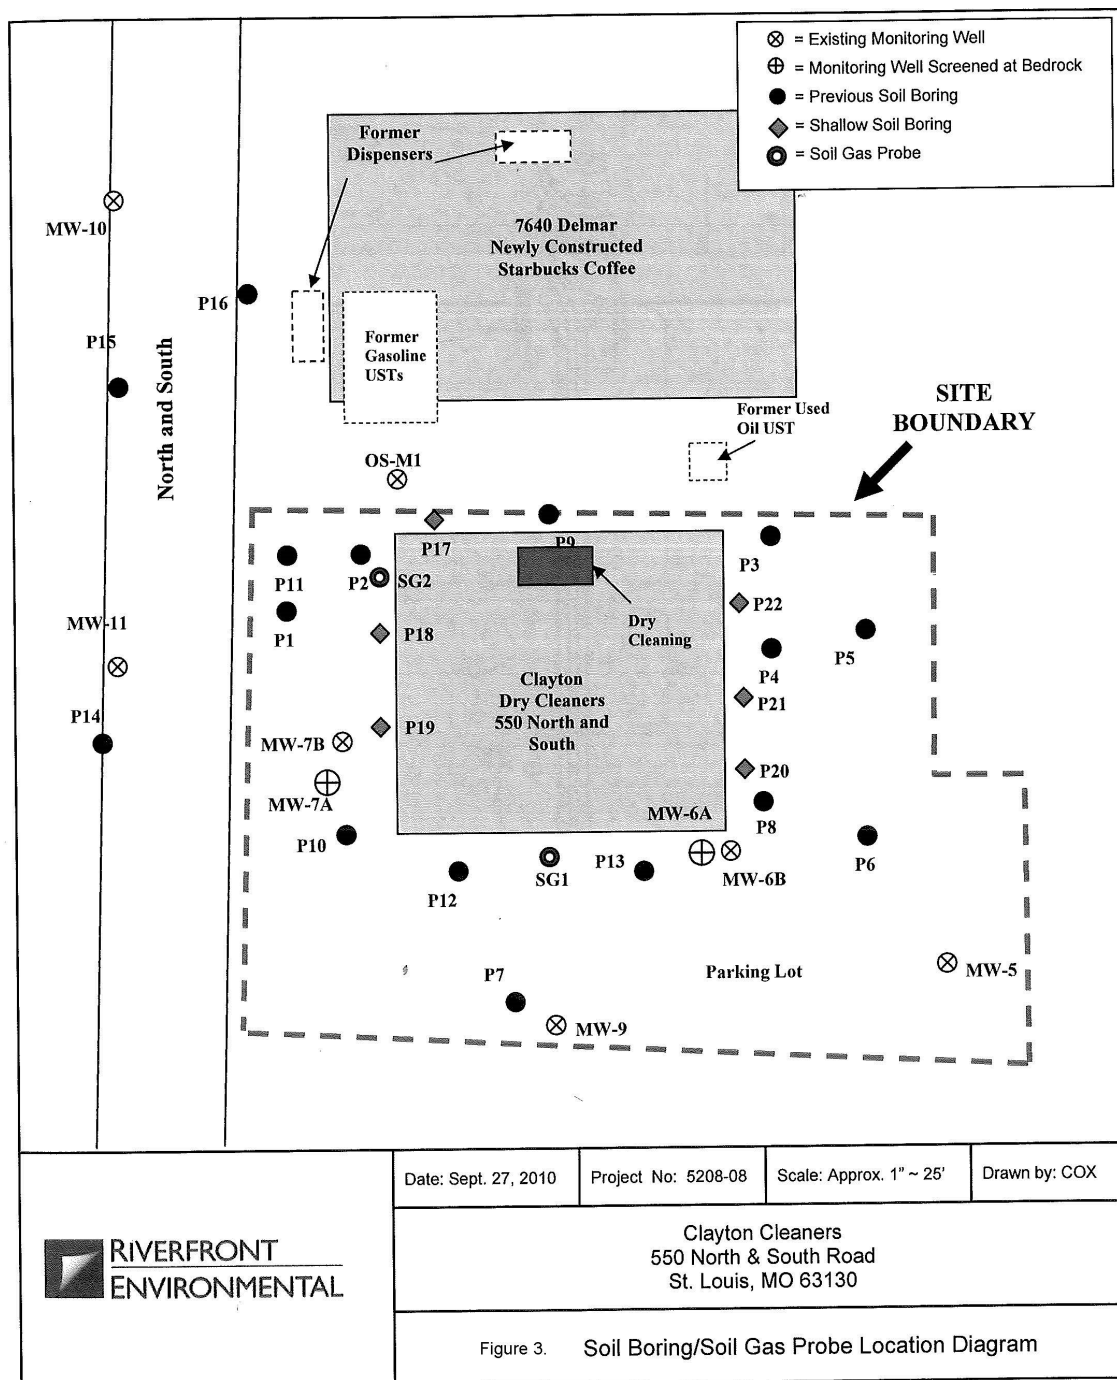 = Existing Monitoring Well
= Monitoring Well Screened at Bedrock
= Previous Soil Boring
= Shallow Soil Boring
= Soil Gas Probe
Former
Dispensers
7640 Delmar
Newly Constructed
Starbucks Coffee
MW-10
P16
P15
Former
Gasoline
USTs
North and South
Former Used
Oil UST
SITE
BOUNDARY
OS-M1
P17
P9
P3
P11
P2
SG2
P22
P1
P18
Dry
Cleaning
MW-11
P5
P4
Clayton
Dry Cleaners
550 North and
South
P21
P14
P19
MW-7B
P20
MW-7A
MW-6A
P8
P10
P6
P12
SG1
P13
MW-6B
P7
Parking Lot
MW-5
MW-9
Date: Sept. 27, 2010
Project No: 5208-08
Scale: Approx. 1" ~ 25'
Drawn by: COX
RIVERFRONT
ENVIRONMENTAL
Clayton Cleaners
550 North & South Road
St. Louis, MO 63130
Figure 3. Soil Boring/Soil Gas Probe Location Diagram